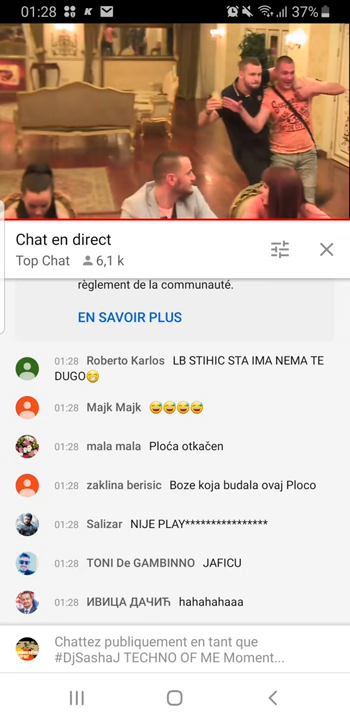 01:28 K 37%
Chat en direct
Top Chat 6,1 k
règlement de la communauté.
EN SAVOIR PLUS
01:28 Roberto Karlos LB STIHIC STA IMA NEMA TE
DUGO😁
01:28 Majk Majk 😅😅😅😅
01:28 mala mala Ploća otkačen
01:28 zaklina berisic Boze koja budala ovaj Ploco
01:28 Salizar NIJE PLAY****************
01:28 TONI De GAMBINNO JAFICU
01:28 ИВИЦА ДАЧИЋ hahahahaaa
Chattez publiquement en tant que
#DjSashaJ TECHNO OF ME Moment...